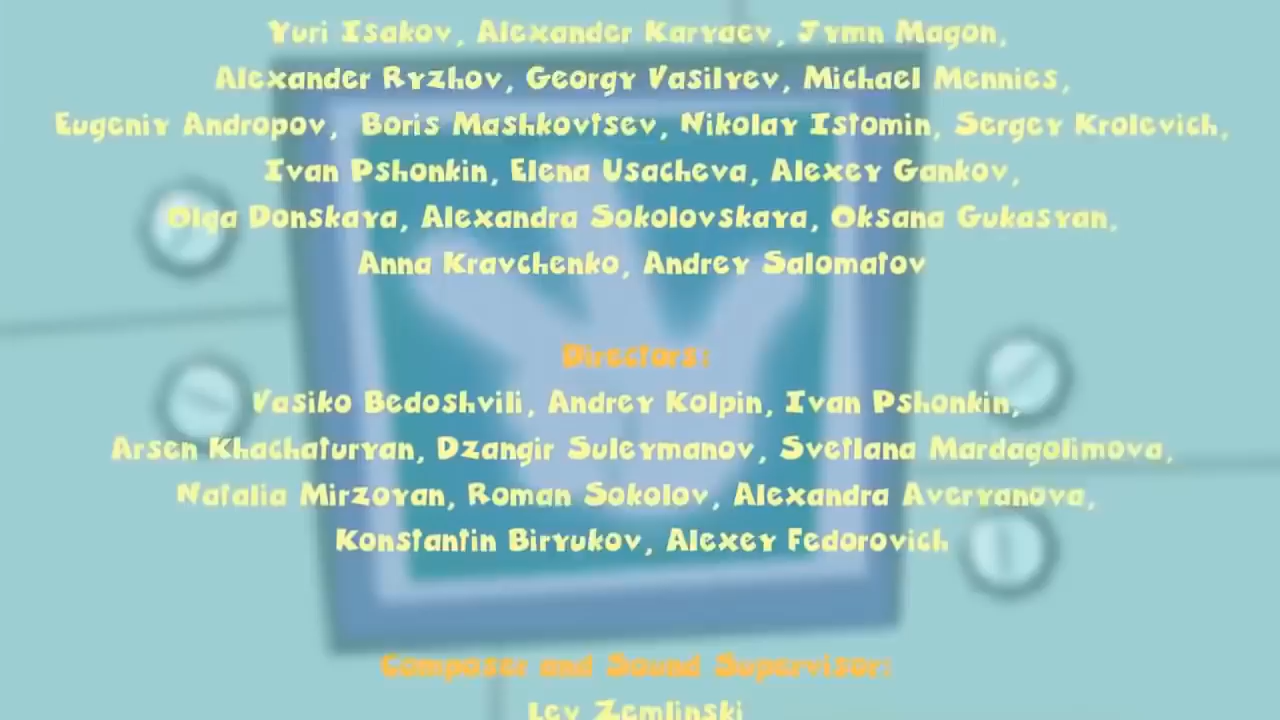 Yuri Isakov, Alexander Karyaev, Jymn Magon,
Alexander Ryzhov, Georgy Vasilyev, Michael Mennies,
Eugeniy Andropov, Boris Mashkovtsev, Nikolay Istomin, Sergey Krolevich,
Ivan Pshonkin, Elena Usacheva, Alexey Gankov,
Olga Donskaya, Alexandra Sokolovskaya, Oksana Gukasyan,
Anna Kravchenko, Andrey Salomatov
Directors:
Vasiko Bedoshvili, Andrey Kolpin, Ivan Pshonkin,
Arsen Khachaturyan, Dzangir Suleymanov, Svetlana Mardagolimova,
Natalia Mirzoyan, Roman Sokolov, Alexandra Averyanova,
Konstantin Biryukov, Alexey Fedorovich
Composer and Sound Supervisor:
Lev Zemlinski